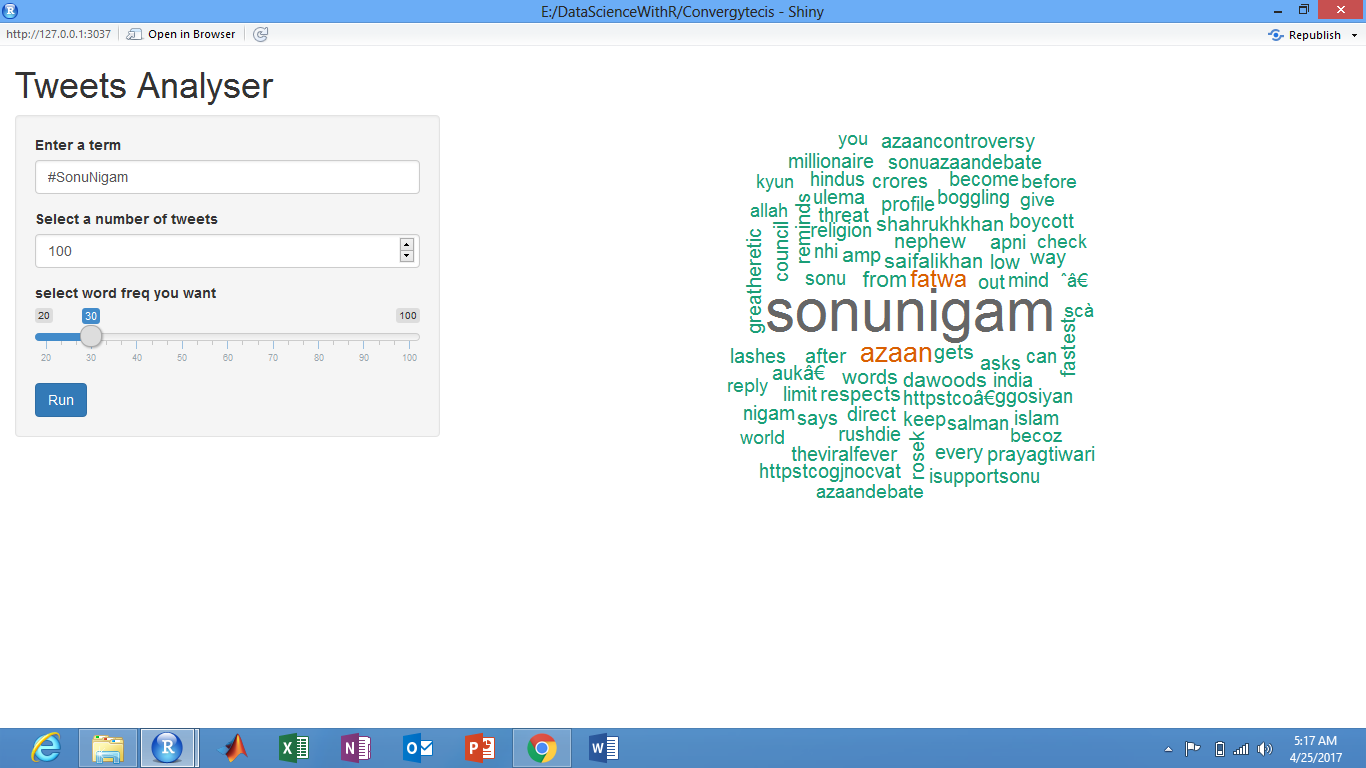 E:/DataScienceWithR/Convergytecis - Shiny
http://127.0.0.1:3037 Open in Browser Republish
Tweets Analyser
Enter a term
#SonuNigam
Select a number of tweets
100
select word freq you want
20 30 100
20 30 40 50 60 70 80 90 100
Run
you azaancontroversy
millionaire sonuazaandebate
kyun hindus crores become before
ulema profile boggling give
allah threat shahrukhkhan boycott
reminds religion nephew apni check
council nhi amp saifalikhan low way
greatheretic sonu from fatwa out mind ˆâ€
sonunigam scà
fastest
lashes after azaan gets asks can
aukâ€ words dawoods india
reply limit respects httpstcoâ€ ggosiyan
nigam says direct keep salman islam
world rushdie becoz
theviralfever rosek every prayagtiwari
httpstcogjnocvat isupportsonu
azaandebate
5:17 AM
4/25/2017